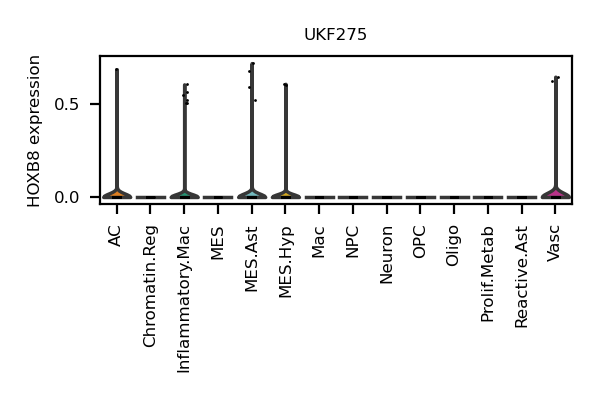 UKF275
HOXB8 expression
0.5
0.0
AC
Chromatin.Reg
Inflammatory.Mac
MES
MES.Ast
MES.Hyp
Mac
NPC
Neuron
OPC
Oligo
Prolif.Metab
Reactive.Ast
Vasc